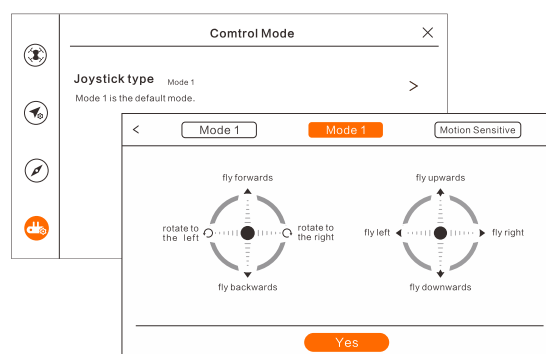 Comtrol Mode
Joystick type Mode 1
Mode 1 is the default mode.
Mode 1
Mode 1
Motion Sensitive
fly forwards
rotate to
the left
rotate to
the right
fly backwards
fly upwards
fly left
fly right
fly downwards
Yes